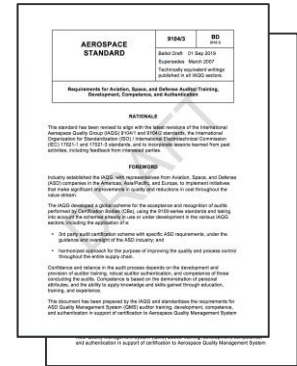 9104/3
BD
AEROSPACE
STANDARD
Ballot Draft 01 Sep 2019
Supersedes March 2007
Technically equivalent writings
published in all IAQG sectors.
Requirements for Aviation, Space, and Defense Auditor Training,
Development, Competence, and Authentication
RATIONALE
This standard has been revised to align with the latest revisions of the International
Aerospace Quality Group (IAQG) 9104/1 and 9104/2 standards, the International
Organization for Standardization (ISO) / International Electrotechnical Commission
(IEC) 17021-1 and 17021-3 standards, and to incorporate lessons learned from past
activities, including feedback from interested parties.
FOREWORD
Industry established the IAQG, with representatives from Aviation, Space, and Defense
(ASD) companies in the Americas, Asia/Pacific, and Europe, to implement initiatives
that make significant improvements in quality and reductions in cost throughout the
value stream.
The IAQG developed a global scheme for the acceptance and recognition of audits
performed by Certification Bodies (CBs), using the 9100-series standards and taking
into account the schemes already in use or under development in the various IAQG
sectors; including the application of a:
• 3rd party audit certification scheme with specific ASD requirements, under the
guidance and oversight of the ASD industry; and
• harmonized approach for the purpose of improving the quality and process control
throughout the entire supply chain.
Confidence and reliance in the audit process depends on the development and
provision of auditor training, robust auditor authentication, and competence of those
conducting the audits. Competence is based on the demonstration of personal
attributes, and the ability to apply knowledge and skills gained through education,
training, and experience.
This document has been prepared by the IAQG and standardizes the requirements for
ASD Quality Management System (QMS) auditor training, development, competence,
and authentication in support of certification to Aerospace Quality Management System
and authentication in support of certification to Aerospace Quality Management System
DRAFT